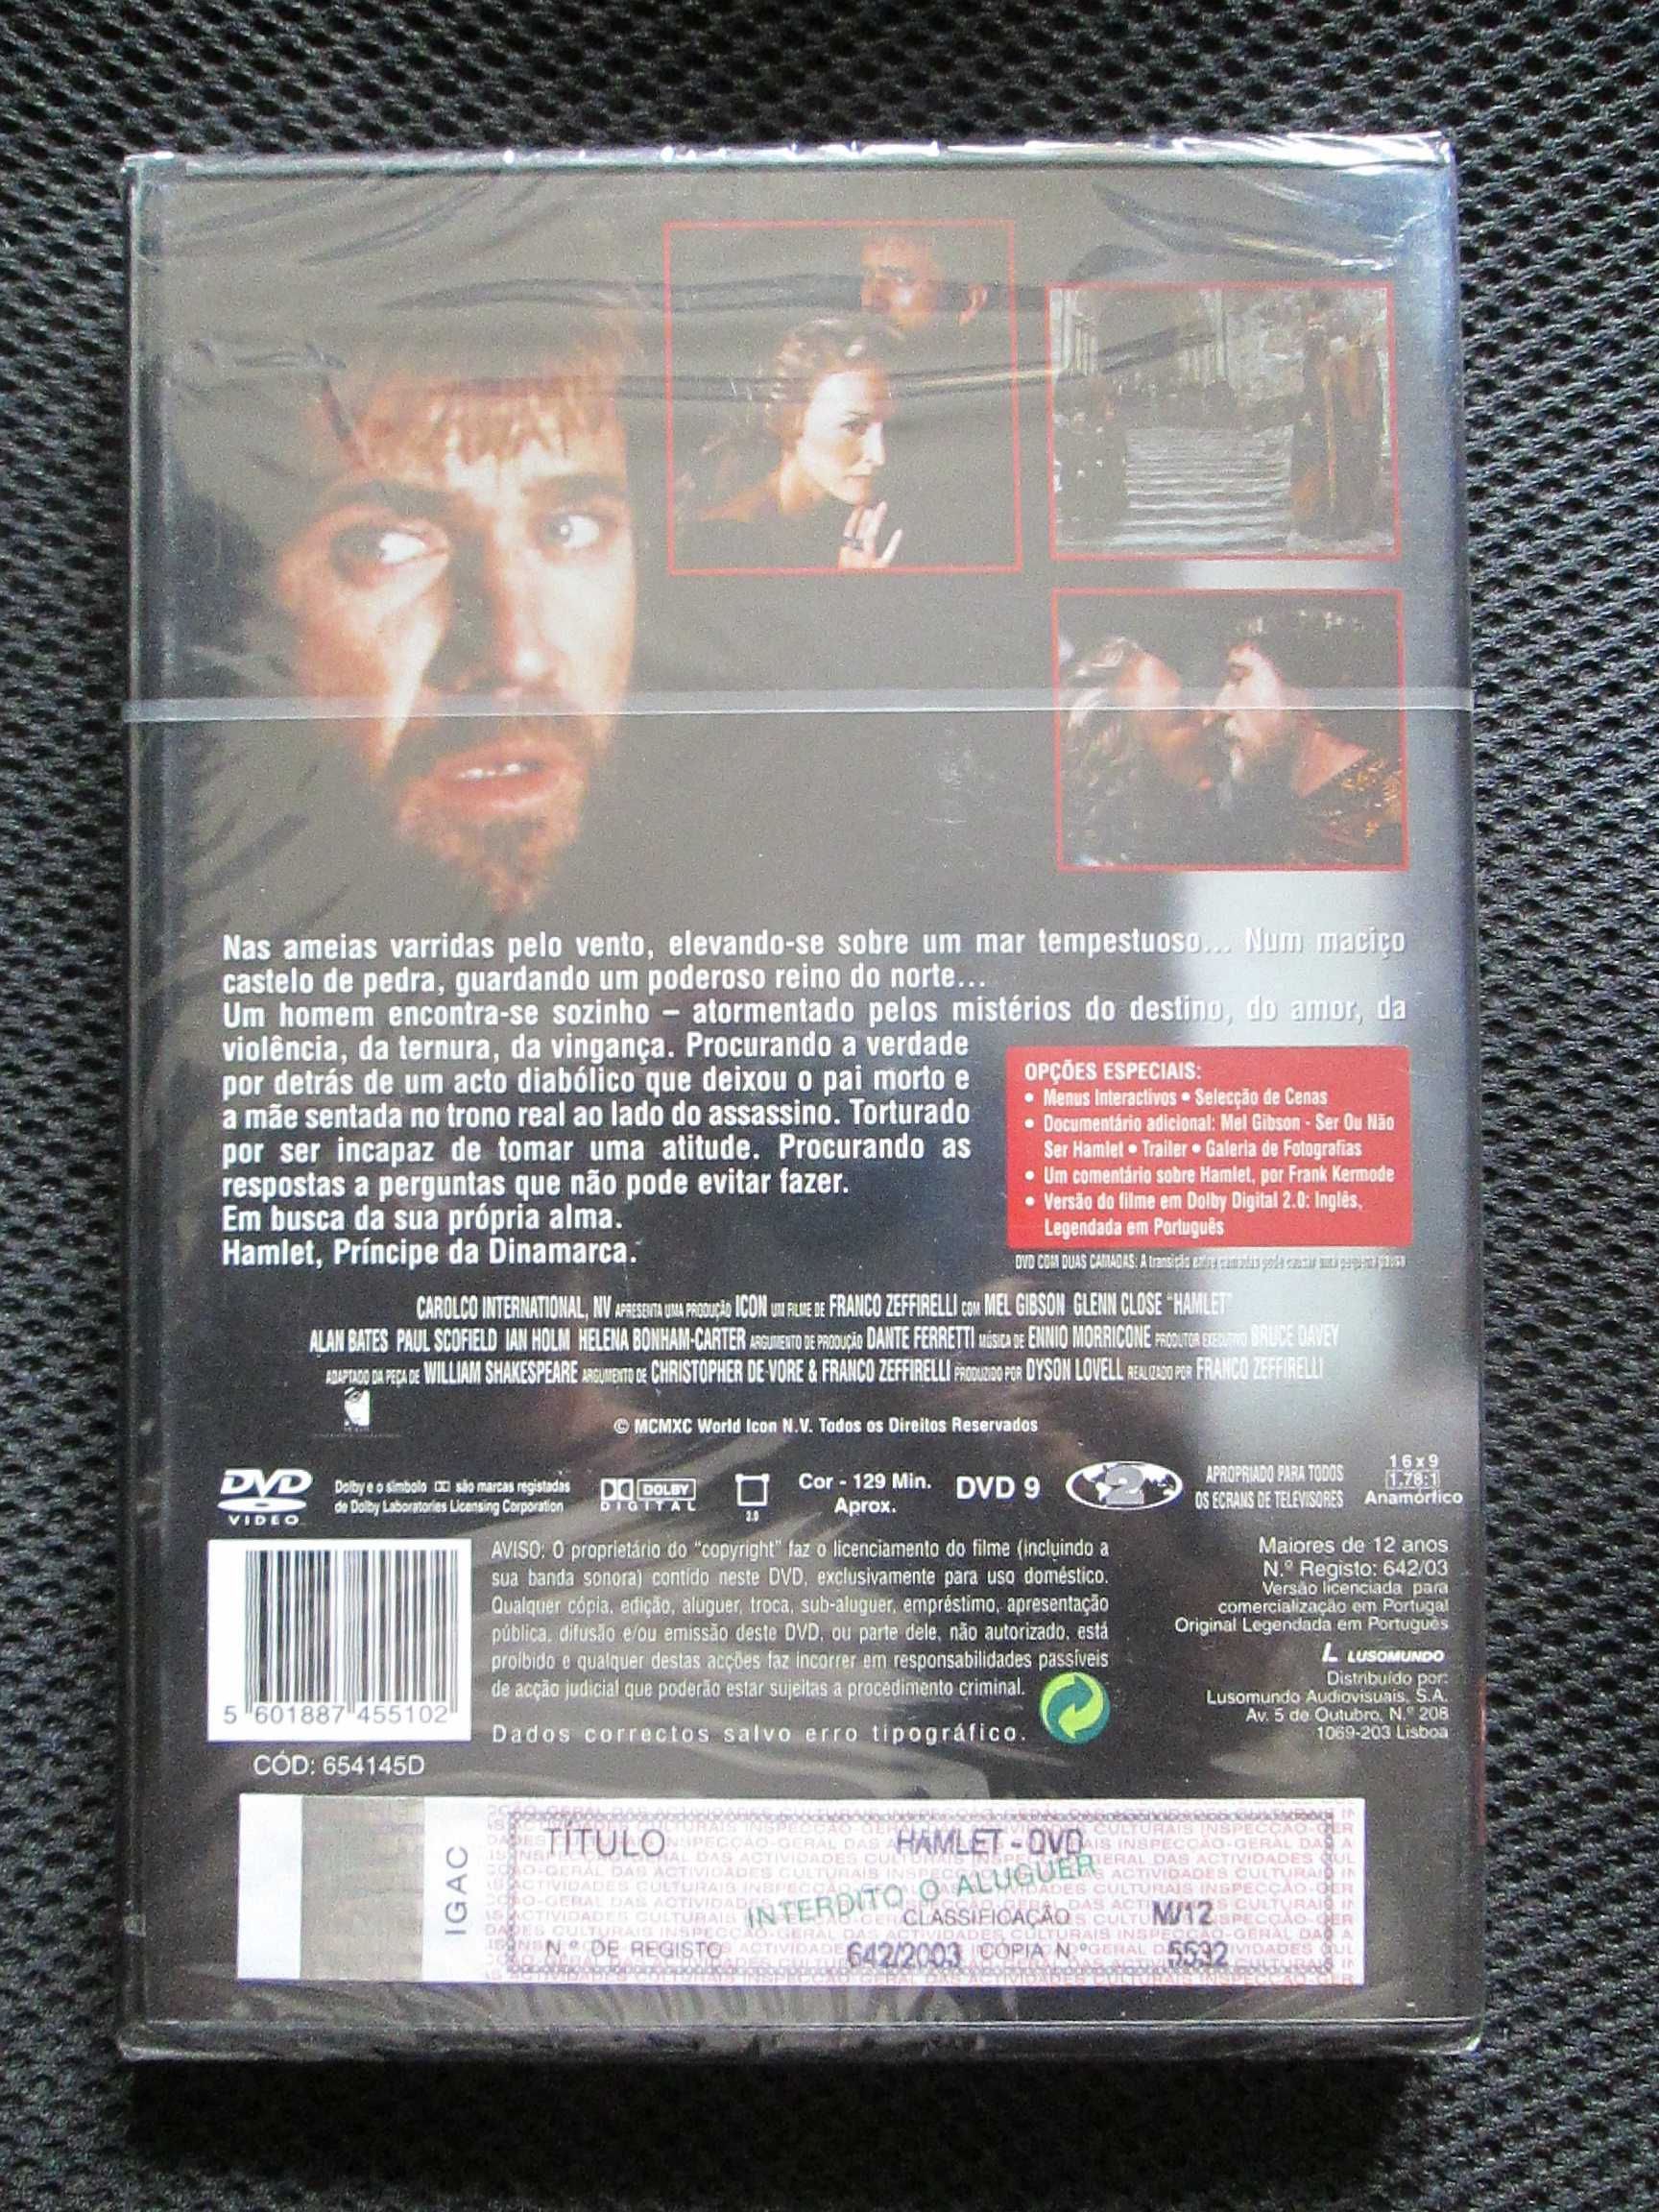 Nas ameias varridas pelo vento, elevando-se sobre um mar tempestuoso... Num maciço
castelo de pedra, guardando um poderoso reino do norte...
Um homem encontra-se sozinho – atormentado pelos mistérios do destino, do amor, da
violência, da ternura, da vingança. Procurando a verdade
por detrás de um acto diabólico que deixou o pai morto e
a mãe sentada no trono real ao lado do assassino. Torturado
por ser incapaz de tomar uma atitude. Procurando as
respostas a perguntas que não pode evitar fazer.
Em busca da sua própria alma.
Hamlet, Príncipe da Dinamarca.
OPÇÕES ESPECIAIS:
• Menus Interactivos • Selecção de Cenas
• Documentário adicional: Mel Gibson - Ser Ou Não
Ser Hamlet • Trailer • Galeria de Fotografias
• Um comentário sobre Hamlet, por Frank Kermode
• Versão do filme em Dolby Digital 2.0: Inglês,
Legendada em Português
DVD COM DUAS CAMADAS: A transição entre camadas pode causar uma pequena pausa
CAROLCO INTERNATIONAL, NV APRESENTA UMA PRODUÇÃO ICON UM FILME DE FRANCO ZEFFIRELLI COM MEL GIBSON GLENN CLOSE "HAMLET"
ALAN BATES PAUL SCOFIELD IAN HOLM HELENA BONHAM-CARTER ARGUMENTO DE PRODUÇÃO DANTE FERRETTI MÚSICA DE ENNIO MORRICONE PRODUTOR EXECUTIVO BRUCE DAVEY
ADAPTADO DA PEÇA DE WILLIAM SHAKESPEARE ARGUMENTO DE CHRISTOPHER DE VORE & FRANCO ZEFFIRELLI PRODUZIDO POR DYSON LOVELL REALIZADO POR FRANCO ZEFFIRELLI
© MCMXC World Icon N.V. Todos os Direitos Reservados
DVD
VIDEO
Dolby e o símbolo são marcas registadas
de Dolby Laboratories Licensing Corporation
DOLBY
DIGITAL
2.0
Cor - 129 Min.
Aprox.
DVD 9
2
APROPRIADO PARA TODOS
OS ECRANS DE TELEVISORES
16x9
1.78:1
Anamórfico
AVISO: O proprietário do "copyright" faz o licenciamento do filme (incluindo a
sua banda sonora) contido neste DVD, exclusivamente para uso doméstico.
Qualquer cópia, edição, aluguer, troca, sub-aluguer, empréstimo, apresentação
pública, difusão e/ou emissão deste DVD, ou parte dele, não autorizado, está
proibido e qualquer destas acções faz incorrer em responsabilidades passíveis
de acção judicial que poderão estar sujeitas a procedimento criminal.
Dados correctos salvo erro tipográfico.
Maiores de 12 anos
N.º Registo: 642/03
Versão licenciada para
comercialização em Portugal
Original Legendada em Português
L LUSOMUNDO
Distribuído por:
Lusomundo Audiovisuais, S.A.
Av. 5 de Outubro, N.º 208
1069-203 Lisboa
5 601887 455102
CÓD: 654145D
IGAC
TÍTULO HAMLET - DVD
INTERDITO O ALUGUER
CLASSIFICAÇÃO M/12
N.º DE REGISTO 642/2003 CÓPIA N.º 5532